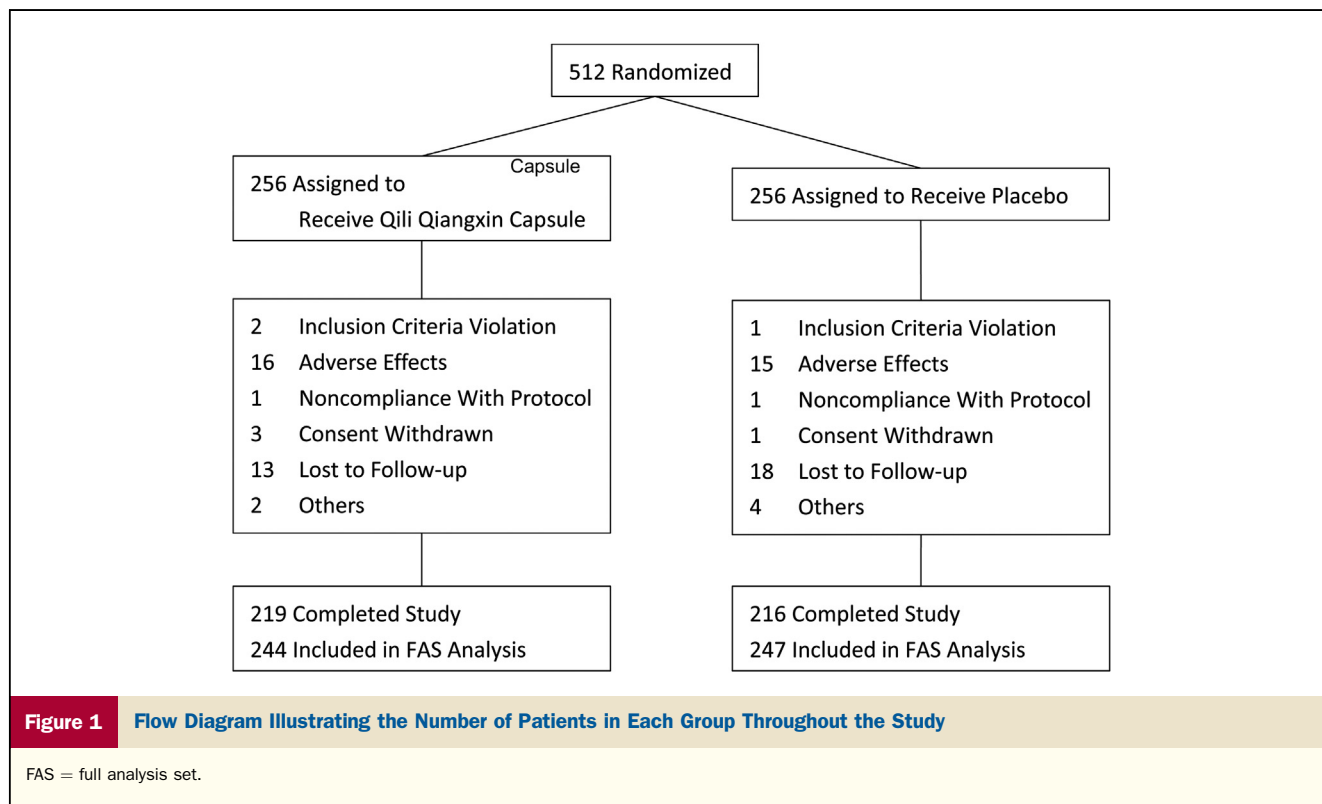 512 Randomized
Capsule
256 Assigned to
Receive Qili Qiangxin Capsule
256 Assigned to Receive Placebo
2 Inclusion Criteria Violation
16 Adverse Effects
1 Noncompliance With Protocol
3 Consent Withdrawn
13 Lost to Follow-up
2 Others
1 Inclusion Criteria Violation
15 Adverse Effects
1 Noncompliance With Protocol
1 Consent Withdrawn
18 Lost to Follow-up
4 Others
219 Completed Study
244 Included in FAS Analysis
216 Completed Study
247 Included in FAS Analysis
Figure 1 Flow Diagram Illustrating the Number of Patients in Each Group Throughout the Study
FAS = full analysis set.